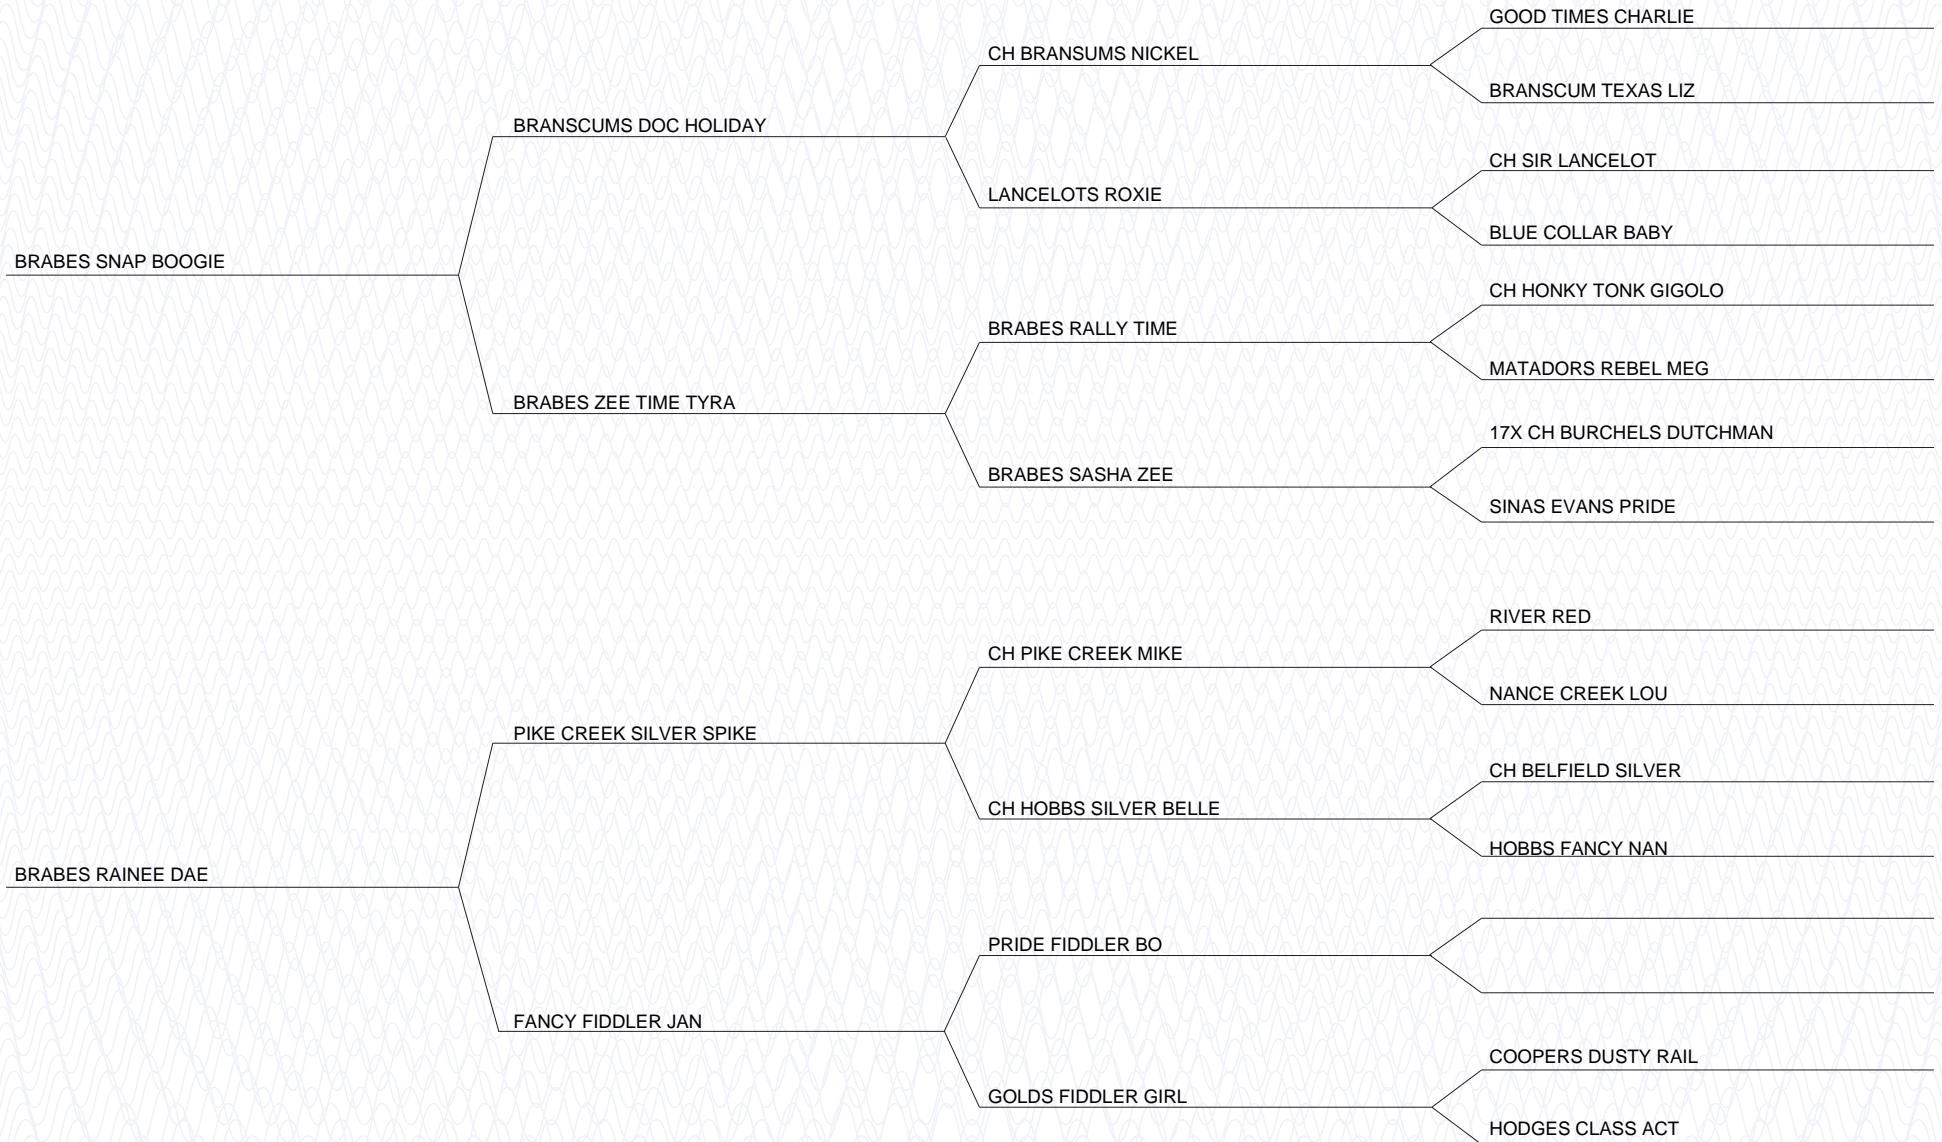 GOOD TIMES CHARLIE
CH BRANSUMS NICKEL
BRANSCUM TEXAS LIZ
BRANSCUMS DOC HOLIDAY
CH SIR LANCELOT
LANCELOTS ROXIE
BLUE COLLAR BABY
BRABES SNAP BOOGIE
CH HONKY TONK GIGOLO
BRABES RALLY TIME
MATADORS REBEL MEG
BRABES ZEE TIME TYRA
17X CH BURCHELS DUTCHMAN
BRABES SASHA ZEE
SINAS EVANS PRIDE
RIVER RED
CH PIKE CREEK MIKE
NANCE CREEK LOU
PIKE CREEK SILVER SPIKE
CH BELFIELD SILVER
CH HOBBS SILVER BELLE
HOBBS FANCY NAN
BRABES RAINEE DAE
PRIDE FIDDLER BO
FANCY FIDDLER JAN
COOPERS DUSTY RAIL
GOLDS FIDDLER GIRL
HODGES CLASS ACT